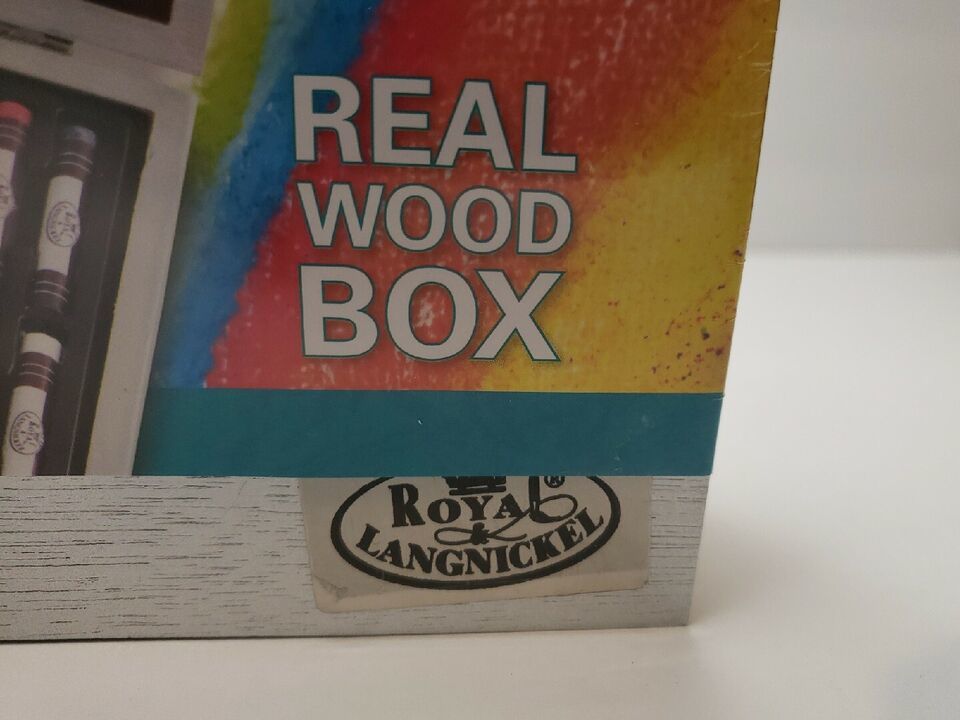 REAL
WOOD
BOX
ROYAL ®
&
LANGNICKEL